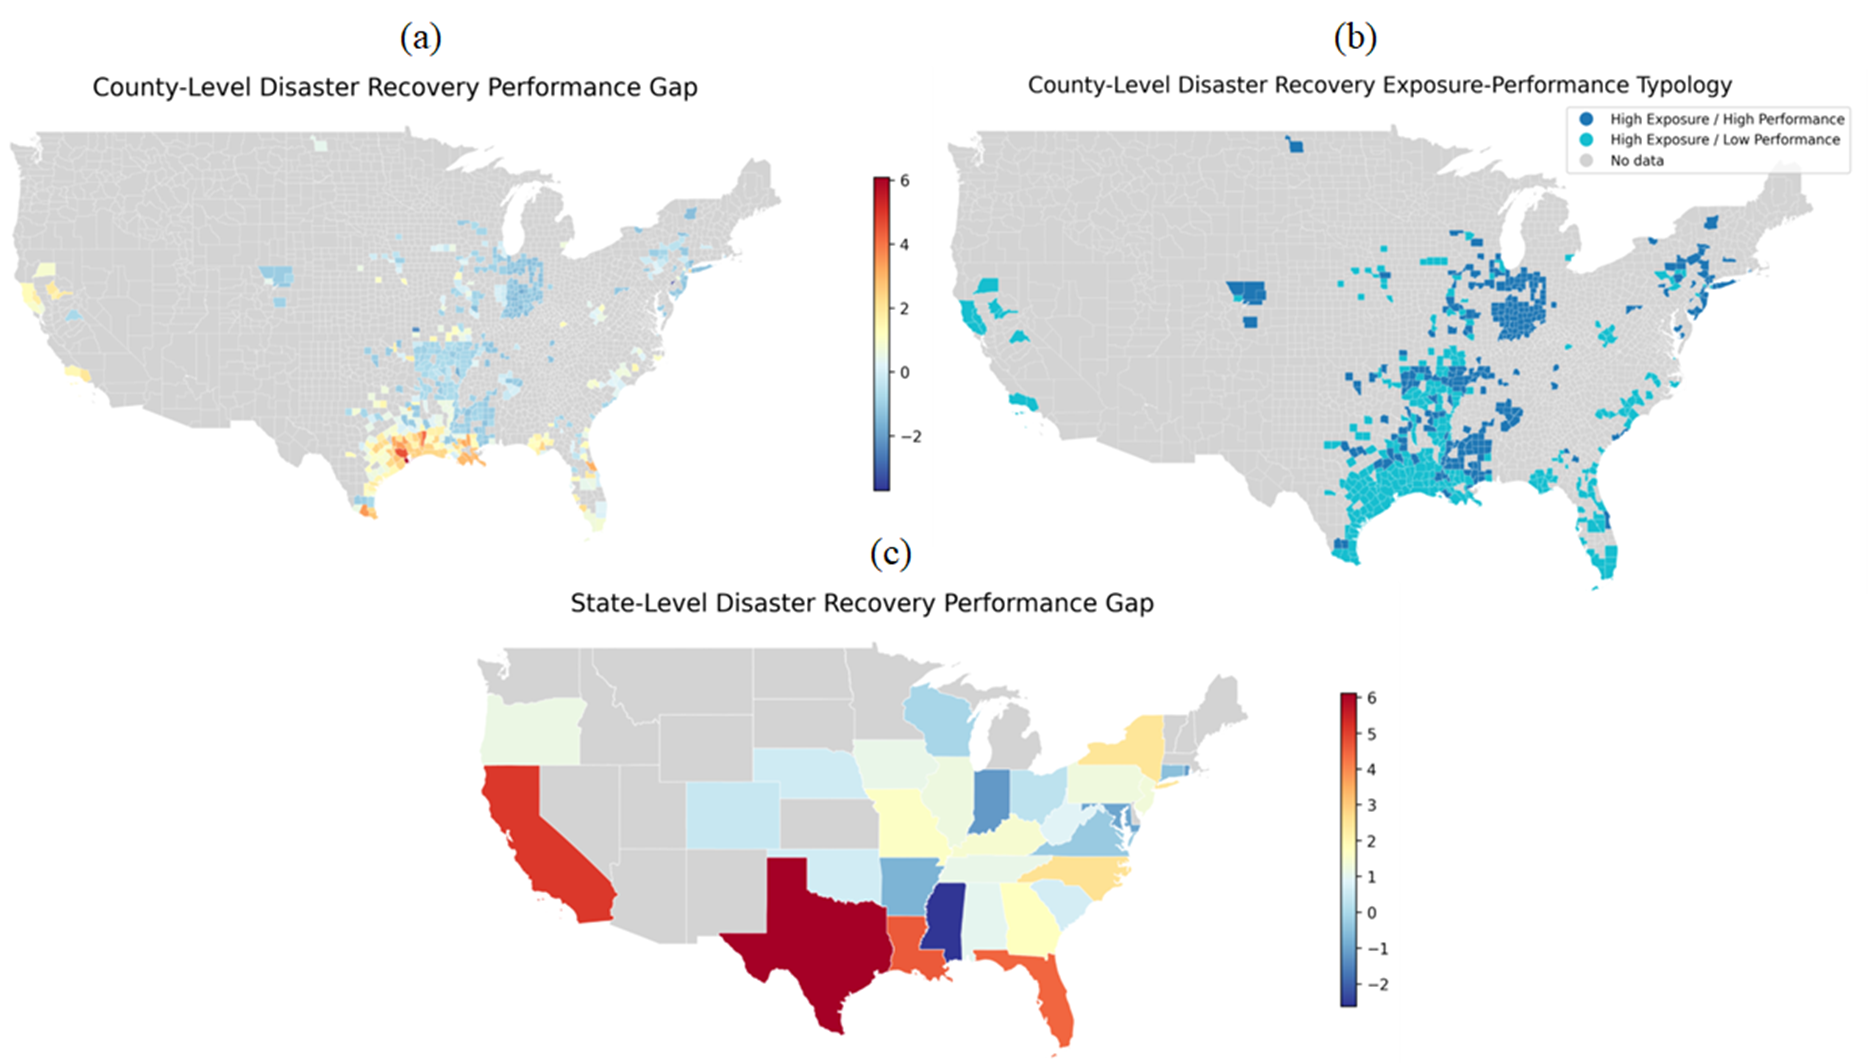 (a)
County-Level Disaster Recovery Performance Gap
6
4
2
0
−2
(b)
County-Level Disaster Recovery Exposure-Performance Typology
High Exposure / High Performance
High Exposure / Low Performance
No data
(c)
State-Level Disaster Recovery Performance Gap
6
5
4
3
2
1
0
−1
−2